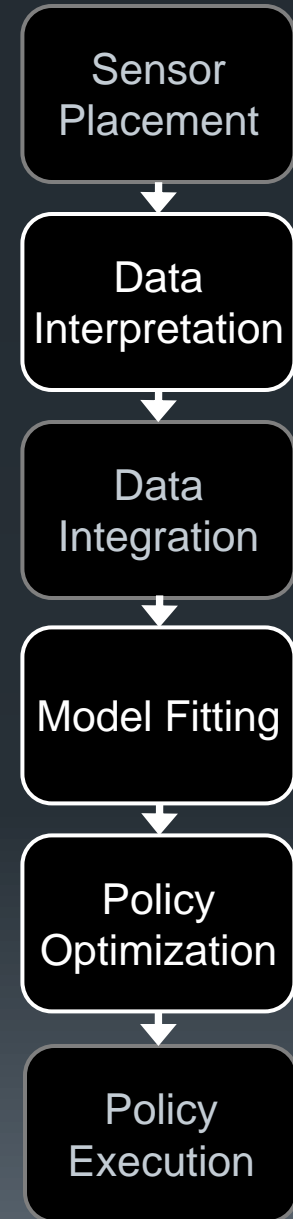 Sensor
Placement
Data
Interpretation
Data
Integration
Model Fitting
Policy
Optimization
Policy
Execution